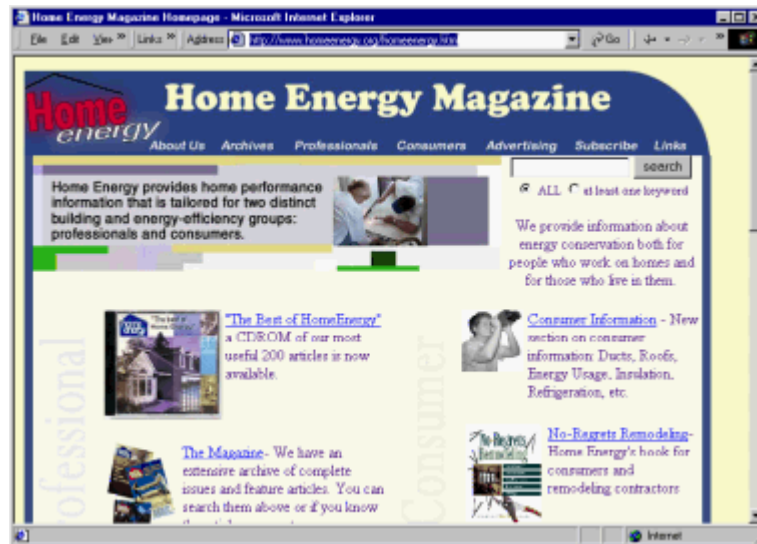 Home Energy Magazine Homepage - Microsoft Internet Explorer
File Edit View » Links » Address http://www.homeenergy.org/homeenergy.html Go »
Home energy
Home Energy Magazine
About Us Archives Professionals Consumers Advertising Subscribe Links
Home Energy provides home performance
information that is tailored for two distinct
building and energy-efficiency groups:
professionals and consumers.
search
ALL at least one keyword
We provide information about
energy conservation both for
people who work on homes and
for those who live in them.
ofessional
"The Best of HomeEnergy"
a CDROM of our most
useful 200 articles is now
available.
The Magazine- We have an
extensive archive of complete
issues and feature articles. You can
search them above or if you know
Consumer
Consumer Information - New
section on consumer
information: Ducts, Roofs,
Energy Usage, Insulation,
Refrigeration, etc.
No-Regrets
Remodeling
No-Regrets Remodeling-
Home Energy's book for
consumers and
remodeling contractors
Internet